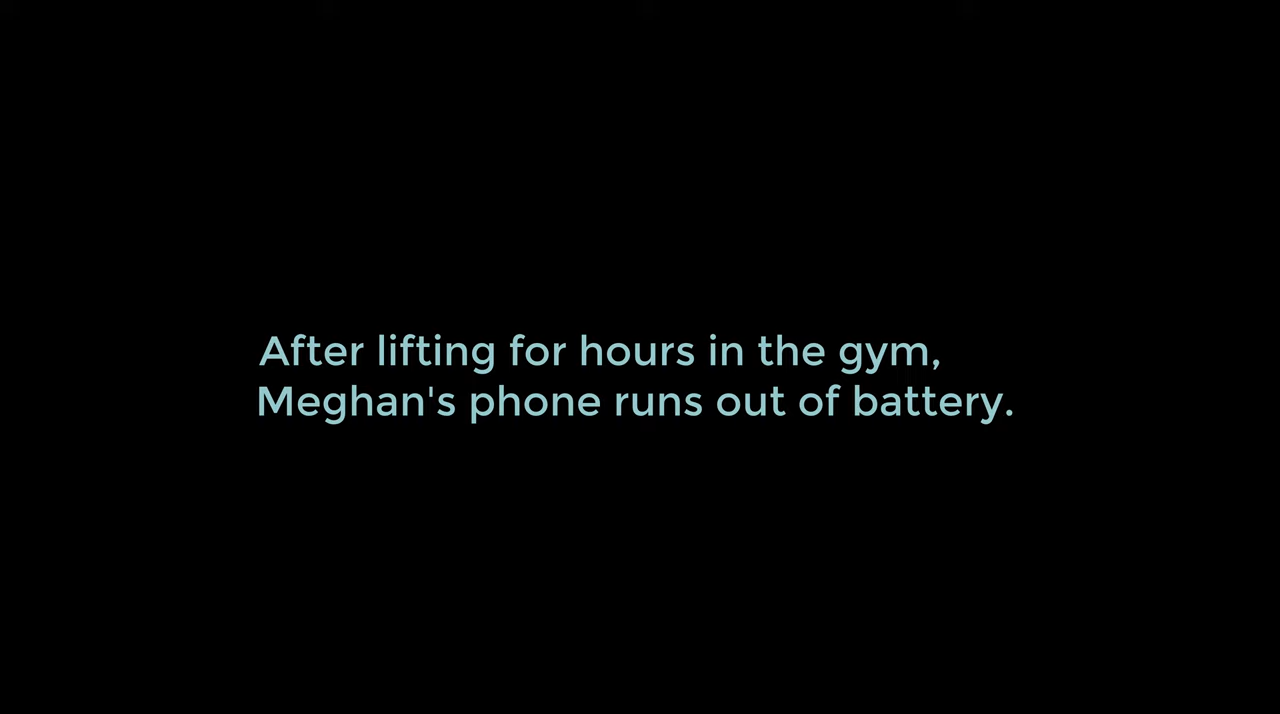 After lifting for hours in the gym,
Meghan's phone runs out of battery.